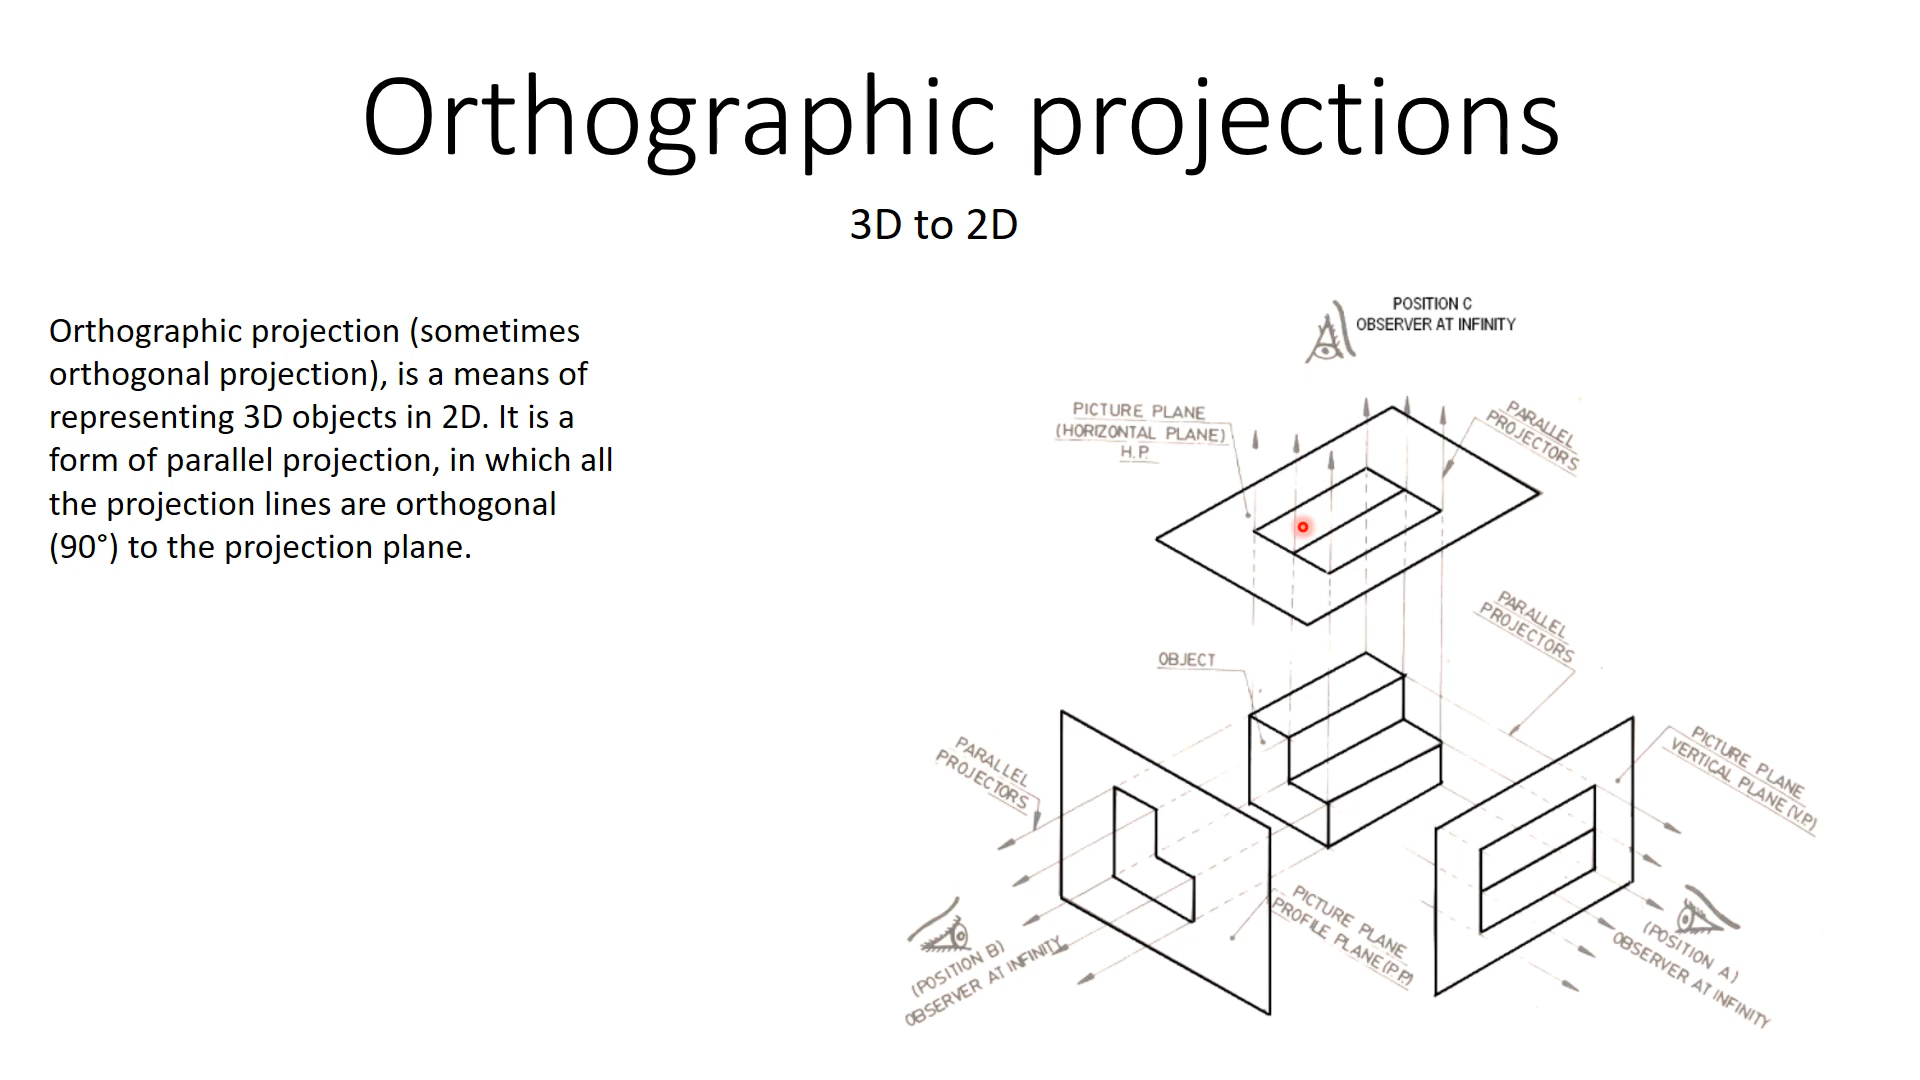 Orthographic projections
3D to 2D
Orthographic projection (sometimes
orthogonal projection), is a means of
representing 3D objects in 2D. It is a
form of parallel projection, in which all
the projection lines are orthogonal
(90°) to the projection plane.
POSITION C
OBSERVER AT INFINITY
PICTURE PLANE
(HORIZONTAL PLANE)
H.P.
PARALLEL
PROJECTORS
PARALLEL
PROJECTORS
OBJECT
PARALLEL
PROJECTORS
PICTURE PLANE
VERTICAL PLANE (V.P)
PICTURE PLANE
PROFILE PLANE (P.P.)
(POSITION B)
OBSERVER AT INFINITY
(POSITION A)
OBSERVER AT INFINITY